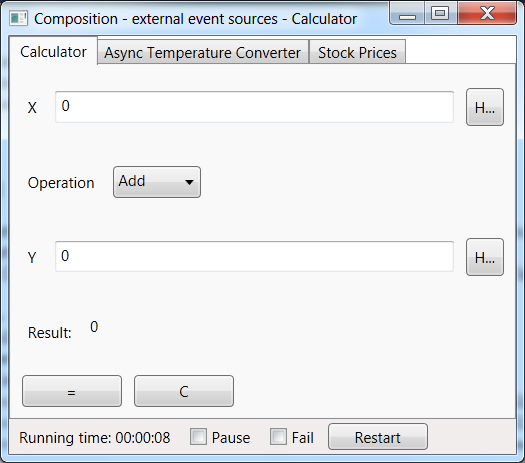 Composition - external event sources - Calculator
Calculator Async Temperature Converter Stock Prices
X 0 H...
Operation Add
Y 0 H...
Result: 0
= C
Running time: 00:00:08 Pause Fail Restart